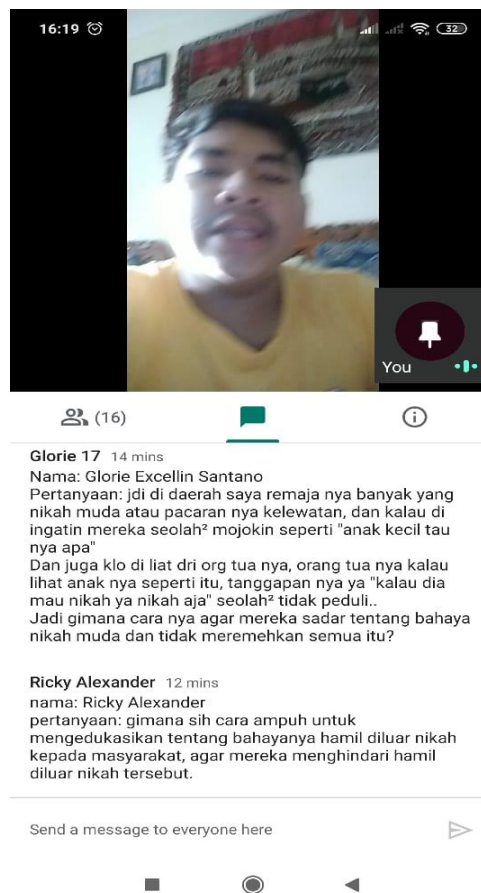 16:19
32
You
(16)
Glorie 17 14 mins
Nama: Glorie Excellin Santano
Pertanyaan: jdi di daerah saya remaja nya banyak yang
nikah muda atau pacaran nya kelewatan, dan kalau di
ingatin mereka seolah² mojokin seperti "anak kecil tau
nya apa"
Dan juga klo di liat dri org tua nya, orang tua nya kalau
lihat anak nya seperti itu, tanggapan nya ya "kalau dia
mau nikah ya nikah aja" seolah² tidak peduli..
Jadi gimana cara nya agar mereka sadar tentang bahaya
nikah muda dan tidak meremehkan semua itu?
Ricky Alexander 12 mins
nama: Ricky Alexander
pertanyaan: gimana sih cara ampuh untuk
mengedukasikan tentang bahayanya hamil diluar nikah
kepada masyarakat, agar mereka menghindari hamil
diluar nikah tersebut.
Send a message to everyone here